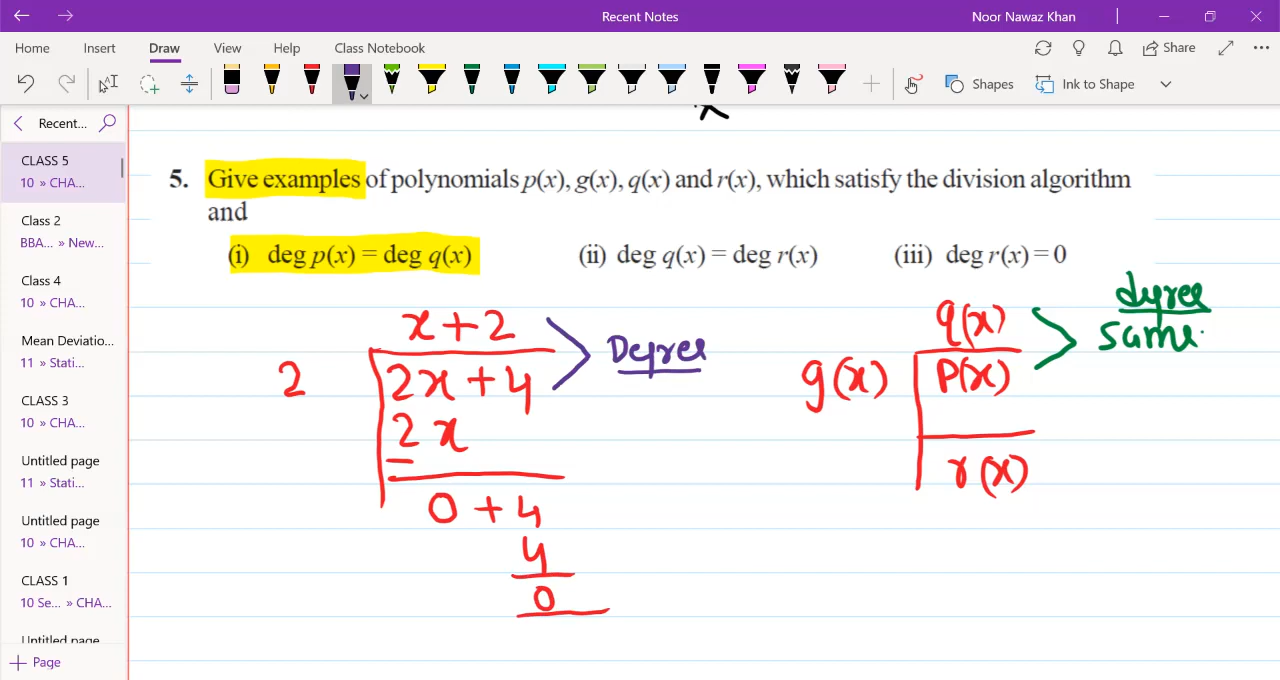 Recent Notes
Noor Nawaz Khan
Home Insert Draw View Help Class Notebook
Share
Shapes
Ink to Shape
Recent...
CLASS 5
10 » CHA...
Class 2
BBA... » New...
Class 4
10 » CHA...
Mean Deviatio...
11 » Stati...
CLASS 3
10 » CHA...
Untitled page
11 » Stati...
Untitled page
10 » CHA...
CLASS 1
10 Se... » CHA...
Untitled page
+ Page
x
5. Give examples of polynomials p(x), g(x), q(x) and r(x), which satisfy the division algorithm
and
(i) deg p(x) = deg q(x) (ii) deg q(x) = deg r(x) (iii) deg r(x) = 0
x + 2
2 2x + 4
2x
0 + 4
4
0
Degree
q(x)
g(x) p(x)
r(x)
degree
same